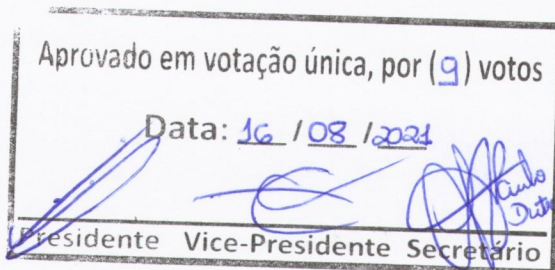 Aprovado em votação única, por (9) votos
Data: 16 / 08 / 2021
Presidente Vice-Presidente Secretário